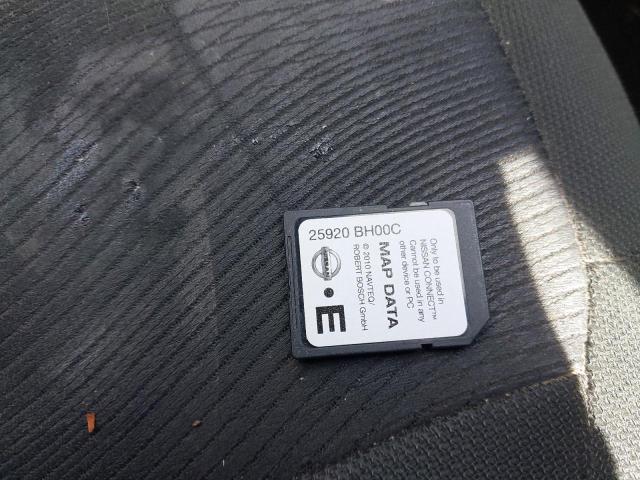 25920 BH00C
Only to be used in
NISSAN CONNECT™
Cannot be used in any
other device or PC
MAP DATA
© 2010 NAVTEQ/
ROBERT BOSCH GmbH
NISSAN
• E